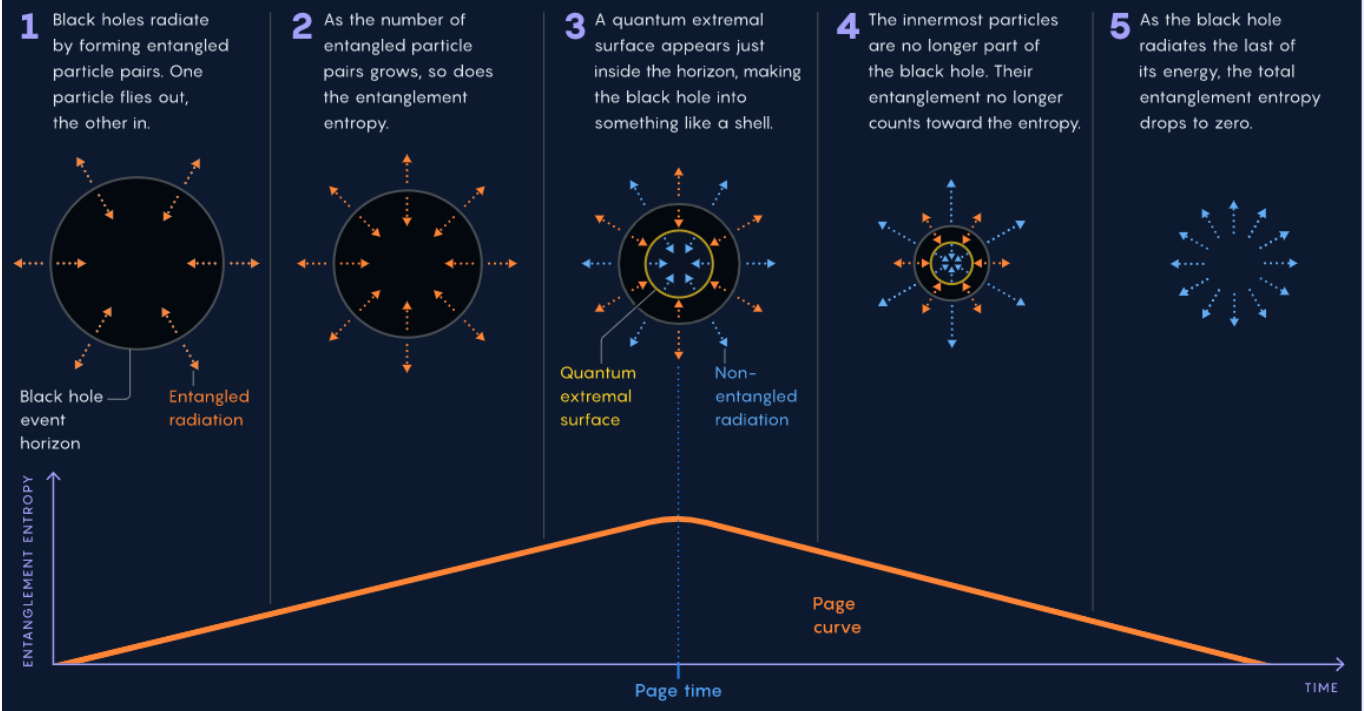 1
Black holes radiate
by forming entangled
particle pairs. One
particle flies out,
the other in.
2
As the number of
entangled particle
pairs grows, so does
the entanglement
entropy.
3
A quantum extremal
surface appears just
inside the horizon, making
the black hole into
something like a shell.
4
The innermost particles
are no longer part of
the black hole. Their
entanglement no longer
counts toward the entropy.
5
As the black hole
radiates the last of
its energy, the total
entanglement entropy
drops to zero.
Black hole
event
horizon
Entangled
radiation
Quantum
extremal
surface
Non-
entangled
radiation
ENTANGLEMENT ENTROPY
Page
curve
Page time
TIME